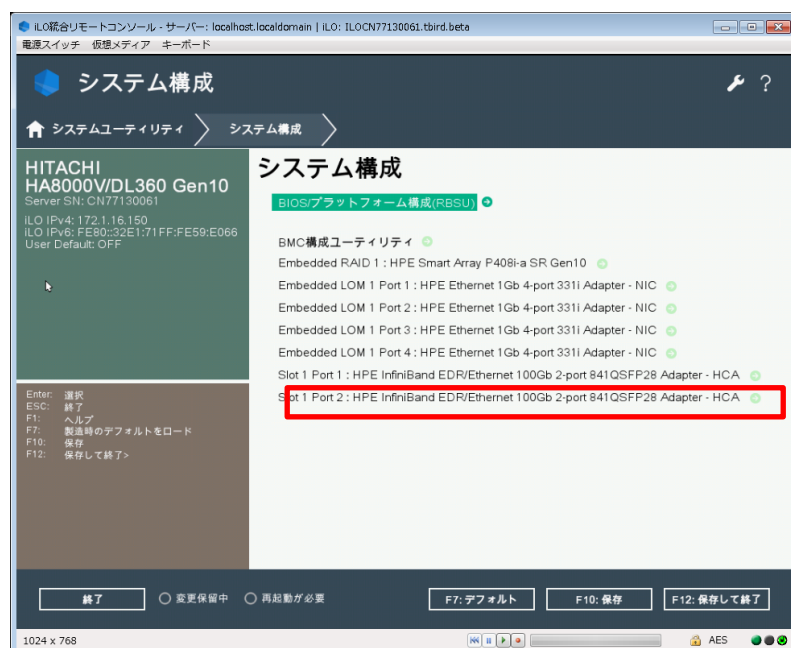 iLO統合リモートコンソール - サーバー: localhost.localdomain | iLO: ILOCN77130061.tbird.beta
電源スイッチ 仮想メディア キーボード
システム構成
?
システムユーティリティ
システム構成
HITACHI
HA8000V/DL360 Gen10
Server SN: CN77130061
iLO IPv4: 172.1.16.150
iLO IPv6: FE80::32E1:71FF:FE59:E066
User Default: OFF
システム構成
BIOS/プラットフォーム構成(RBSU)
BMC構成ユーティリティ
Embedded RAID 1 : HPE Smart Array P408i-a SR Gen10
Embedded LOM 1 Port 1 : HPE Ethernet 1Gb 4-port 331i Adapter - NIC
Embedded LOM 1 Port 2 : HPE Ethernet 1Gb 4-port 331i Adapter - NIC
Embedded LOM 1 Port 3 : HPE Ethernet 1Gb 4-port 331i Adapter - NIC
Embedded LOM 1 Port 4 : HPE Ethernet 1Gb 4-port 331i Adapter - NIC
Slot 1 Port 1 : HPE InfiniBand EDR/Ethernet 100Gb 2-port 841QSFP28 Adapter - HCA
Slot 1 Port 2 : HPE InfiniBand EDR/Ethernet 100Gb 2-port 841QSFP28 Adapter - HCA
Enter: 選択
ESC: 終了
F1: ヘルプ
F7: 製造時のデフォルトをロード
F10: 保存
F12: 保存して終了>
終了
変更保留中
再起動が必要
F7: デフォルト
F10: 保存
F12: 保存して終了
1024 x 768
AES